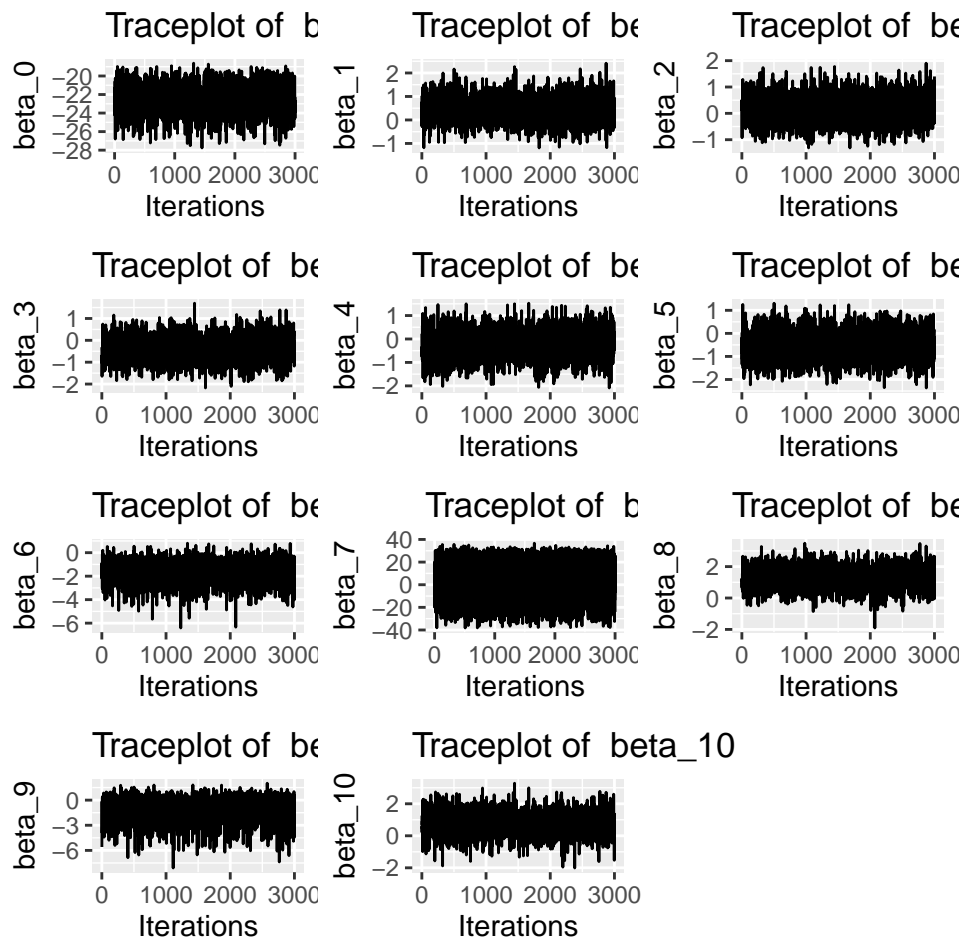 Traceplot of b
beta_0
−20
−22
−24
−26
−28
0 1000 2000 3000
Iterations
Traceplot of be
beta_1
2
1
0
−1
0 1000 2000 3000
Iterations
Traceplot of be
beta_2
2
1
0
−1
0 1000 2000 3000
Iterations
Traceplot of be
beta_3
1
0
−1
−2
0 1000 2000 3000
Iterations
Traceplot of be
beta_4
1
0
−1
−2
0 1000 2000 3000
Iterations
Traceplot of be
beta_5
1
0
−1
−2
0 1000 2000 3000
Iterations
Traceplot of be
beta_6
0
−2
−4
−6
0 1000 2000 3000
Iterations
Traceplot of b
beta_7
40
20
0
−20
−40
0 1000 2000 3000
Iterations
Traceplot of be
beta_8
2
0
−2
0 1000 2000 3000
Iterations
Traceplot of be
beta_9
0
−3
−6
0 1000 2000 3000
Iterations
Traceplot of beta_10
beta_10
2
0
−2
0 1000 2000 3000
Iterations